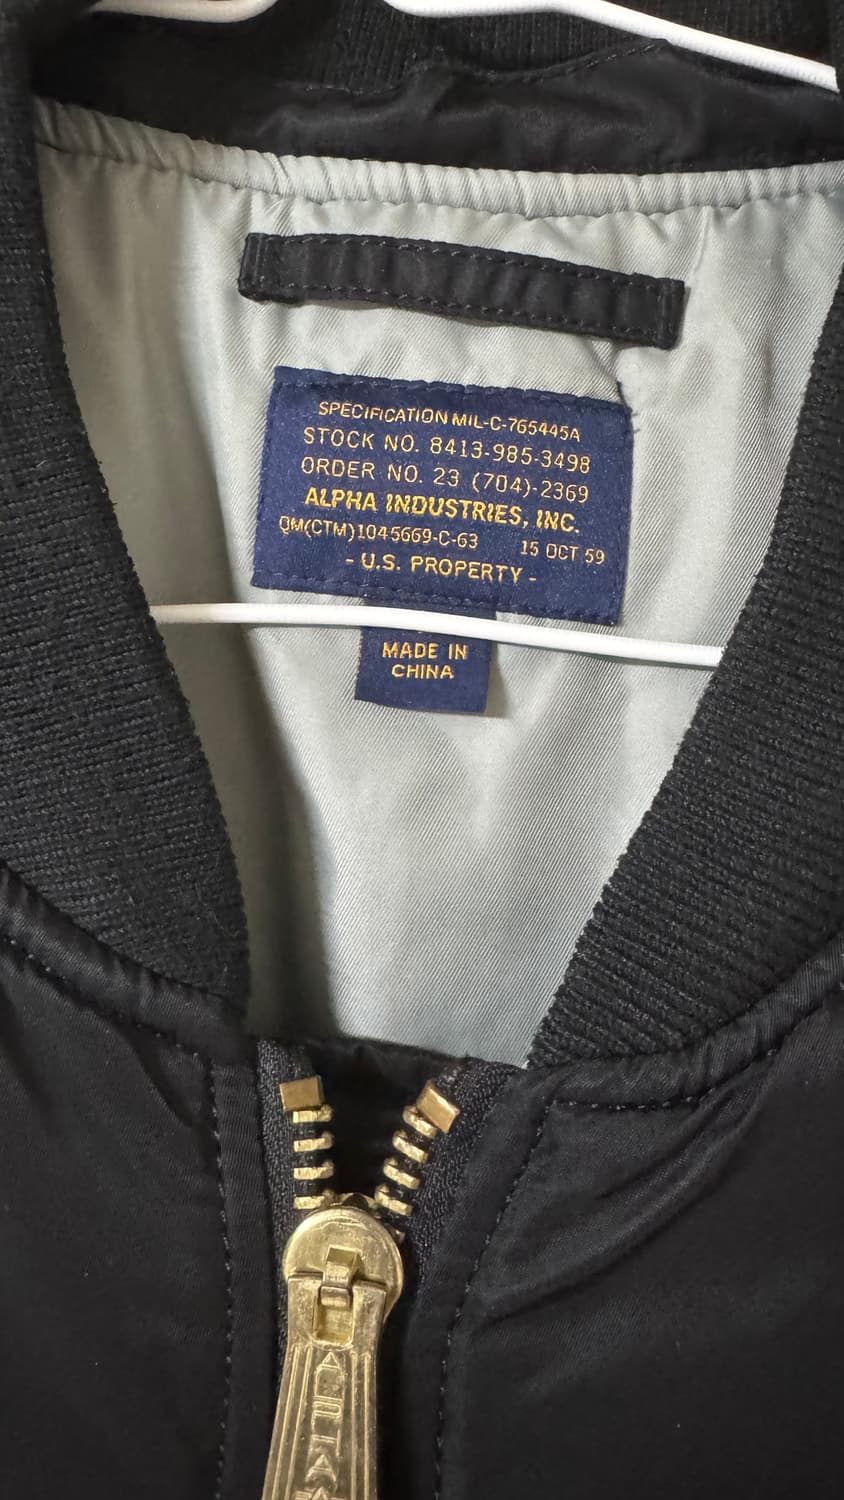 SPECIFICATION MIL-C-765445A
STOCK NO. 8413-985-3498
ORDER NO. 23 (704)-2369
ALPHA INDUSTRIES, INC.
QM(CTM)1045669-C-63 15 OCT 59
- U.S. PROPERTY -
MADE IN
CHINA
ALPHA